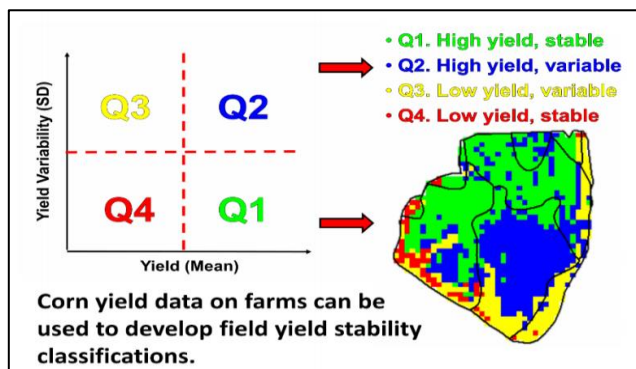 Yield Variability (SD)
Q3
Q2
Q4
Q1
Yield (Mean)
• Q1. High yield, stable
• Q2. High yield, variable
• Q3. Low yield, variable
• Q4. Low yield, stable
Corn yield data on farms can be
used to develop field yield stability
classifications.